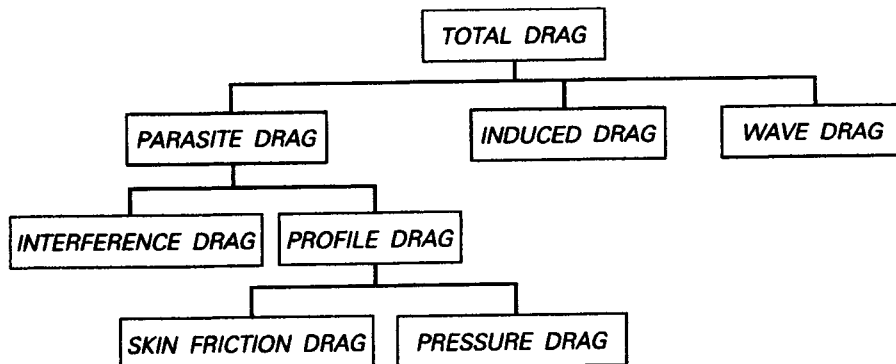 TOTAL DRAG
PARASITE DRAG
INDUCED DRAG
WAVE DRAG
INTERFERENCE DRAG
PROFILE DRAG
SKIN FRICTION DRAG
PRESSURE DRAG